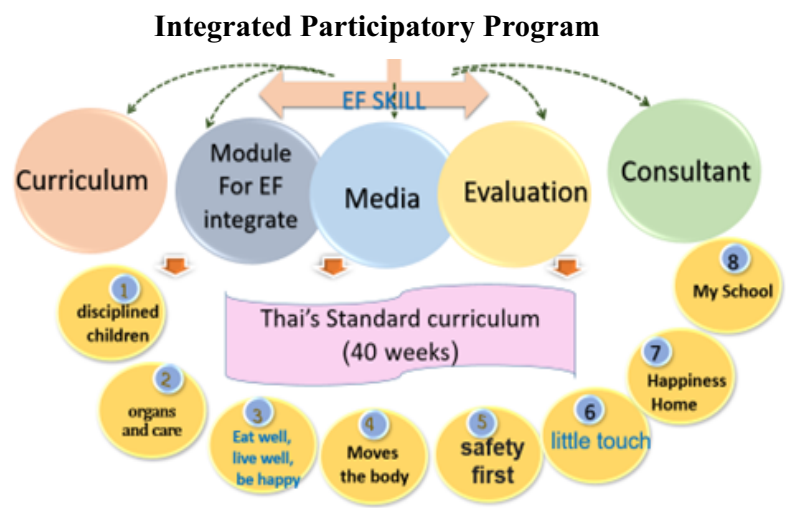 Integrated Participatory Program
EF SKILL
Curriculum
Module
For EF
integrate
Media
Evaluation
Consultant
Thai's Standard curriculum
(40 weeks)
1
disciplined
children
2
organs
and care
3
Eat well,
live well,
be happy
4
Moves
the body
5
safety
first
6
little touch
7
Happiness
Home
8
My School